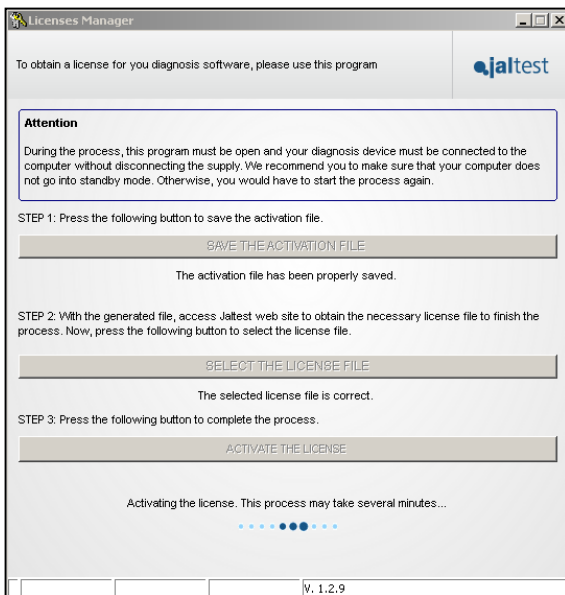 Licenses Manager
To obtain a license for you diagnosis software, please use this program
jaltest
Attention
During the process, this program must be open and your diagnosis device must be connected to the
computer without disconnecting the supply. We recommend you to make sure that your computer does
not go into standby mode. Otherwise, you would have to start the process again.
STEP 1: Press the following button to save the activation file.
SAVE THE ACTIVATION FILE
The activation file has been properly saved.
STEP 2: With the generated file, access Jaltest web site to obtain the necessary license file to finish the
process. Now, press the following button to select the license file.
SELECT THE LICENSE FILE
The selected license file is correct.
STEP 3: Press the following button to complete the process.
ACTIVATE THE LICENSE
Activating the license. This process may take several minutes...
V. 1.2.9